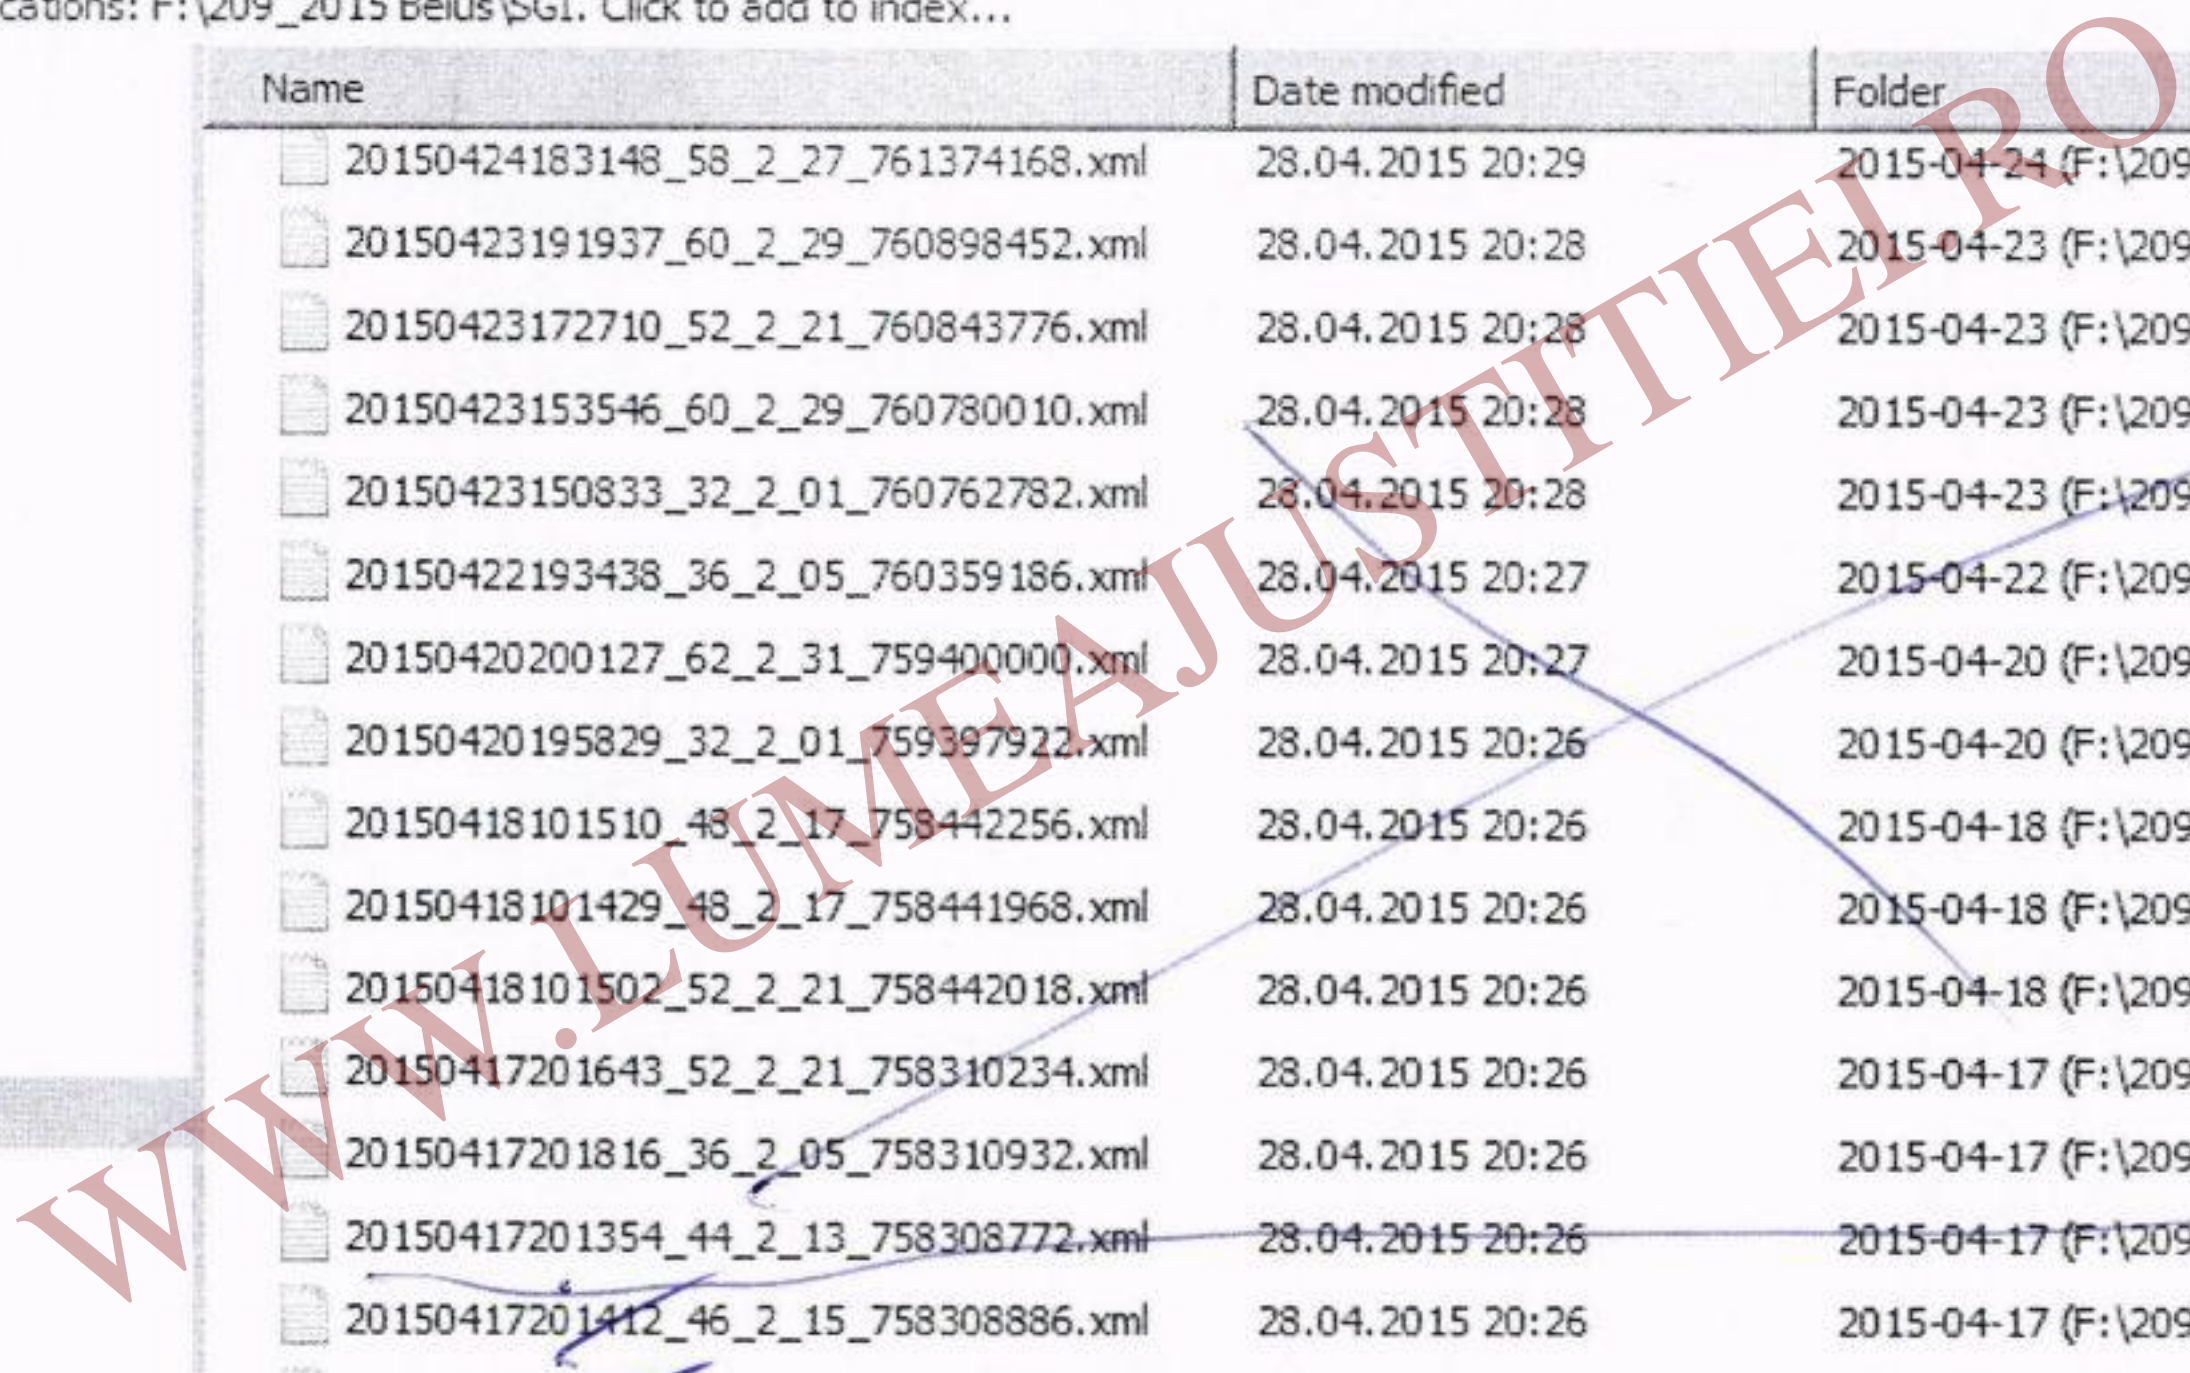 cations: F:\209_2015 Beius\SGI. Click to add to index...
Name Date modified Folder
20150424183148_58_2_27_761374168.xml 28.04.2015 20:29 2015-04-24 (F:\209
20150423191937_60_2_29_760898452.xml 28.04.2015 20:28 2015-04-23 (F:\209
20150423172710_52_2_21_760843776.xml 28.04.2015 20:28 2015-04-23 (F:\209
20150423153546_60_2_29_760780010.xml 28.04.2015 20:28 2015-04-23 (F:\209
20150423150833_32_2_01_760762782.xml 28.04.2015 20:28 2015-04-23 (F:\209
20150422193438_36_2_05_760359186.xml 28.04.2015 20:27 2015-04-22 (F:\209
20150420200127_62_2_31_759400000.xml 28.04.2015 20:27 2015-04-20 (F:\209
20150420195829_32_2_01_759397922.xml 28.04.2015 20:26 2015-04-20 (F:\209
20150418101510_48_2_17_758442256.xml 28.04.2015 20:26 2015-04-18 (F:\209
20150418101429_48_2_17_758441968.xml 28.04.2015 20:26 2015-04-18 (F:\209
20150418101502_52_2_21_758442018.xml 28.04.2015 20:26 2015-04-18 (F:\209
20150417201643_52_2_21_758310234.xml 28.04.2015 20:26 2015-04-17 (F:\209
20150417201816_36_2_05_758310932.xml 28.04.2015 20:26 2015-04-17 (F:\209
20150417201354_44_2_13_758308772.xml 28.04.2015 20:26 2015-04-17 (F:\209
20150417201412_46_2_15_758308886.xml 28.04.2015 20:26 2015-04-17 (F:\209
WWW.LUMEAJUSTITIEI.RO